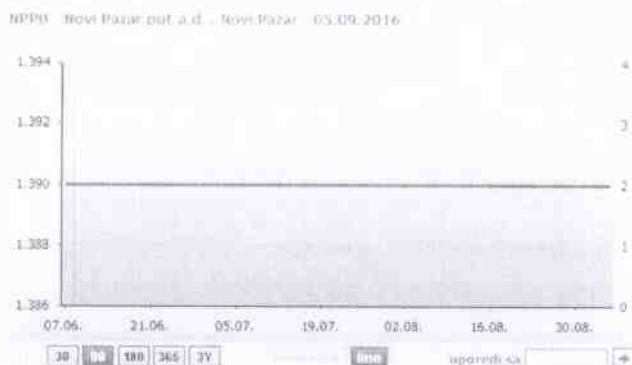 NPPU Novi Pazar put a.d. , Novi Pazar 05.09.2016
1.394 4
1.392 3
1.390 2
1.388 1
1.386 0
07.06. 21.06. 05.07. 19.07. 02.08. 16.08. 30.08.
30 90 180 365 3Y line uporedi sa